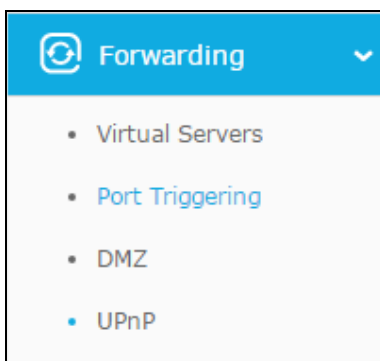 Forwarding
• Virtual Servers
• Port Triggering
• DMZ
• UPnP